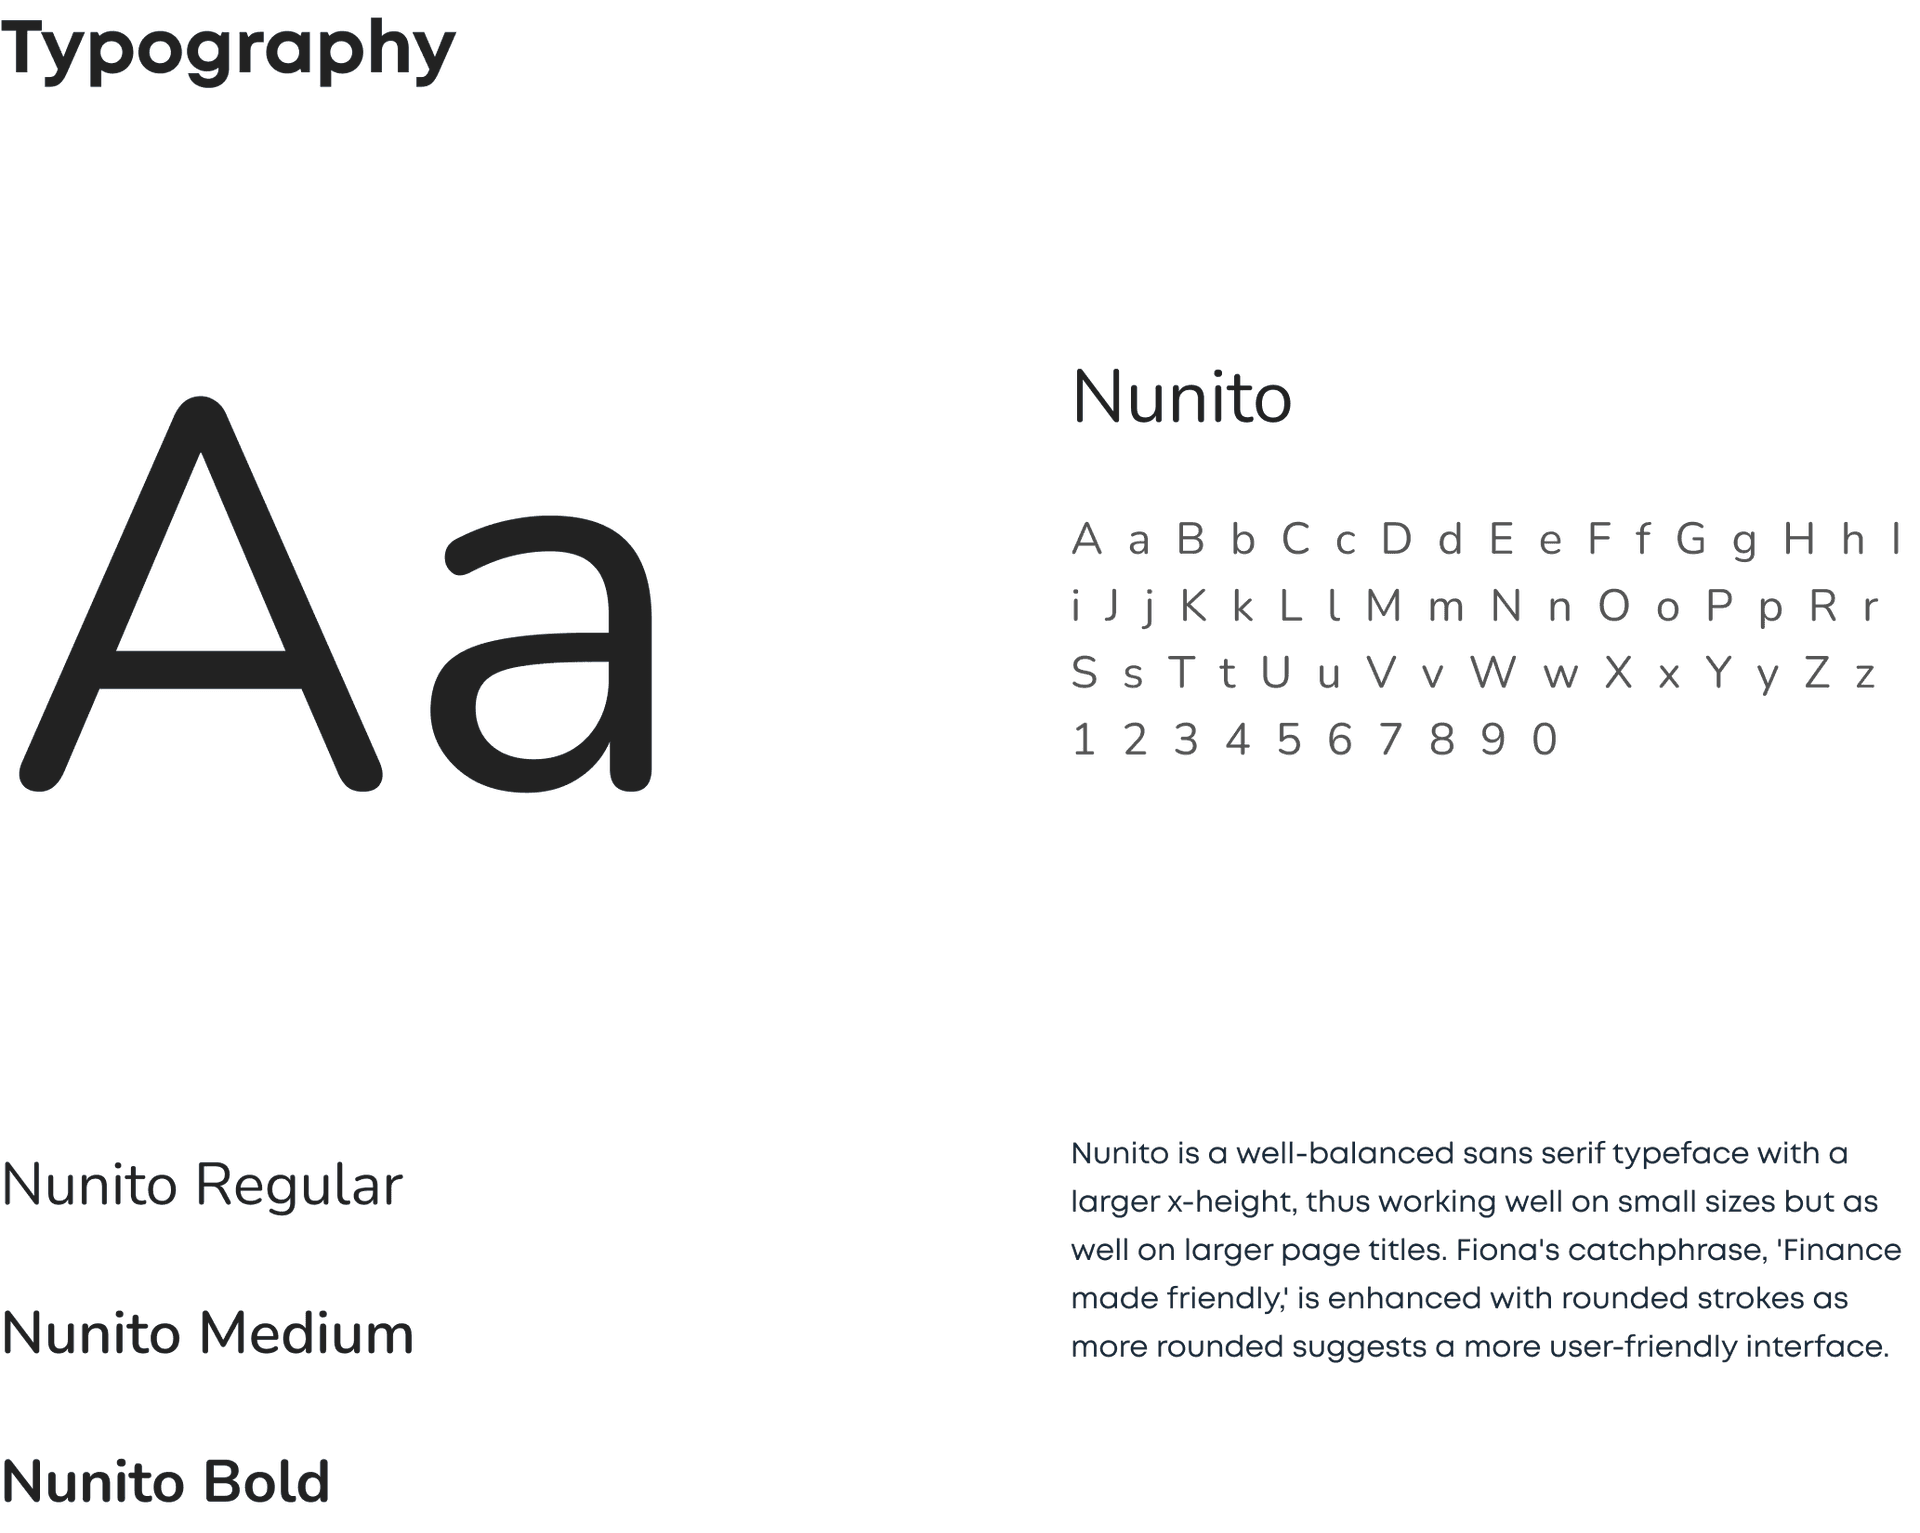 Typography
Aa
Nunito
A a B b C c D d E e F f G g H h I
i J j K k L l M m N n O o P p R r
S s T t U u V v W w X x Y y Z z
1 2 3 4 5 6 7 8 9 0
Nunito Regular
Nunito Medium
Nunito Bold
Nunito is a well-balanced sans serif typeface with a
larger x-height, thus working well on small sizes but as
well on larger page titles. Fiona's catchphrase, 'Finance
made friendly,' is enhanced with rounded strokes as
more rounded suggests a more user-friendly interface.